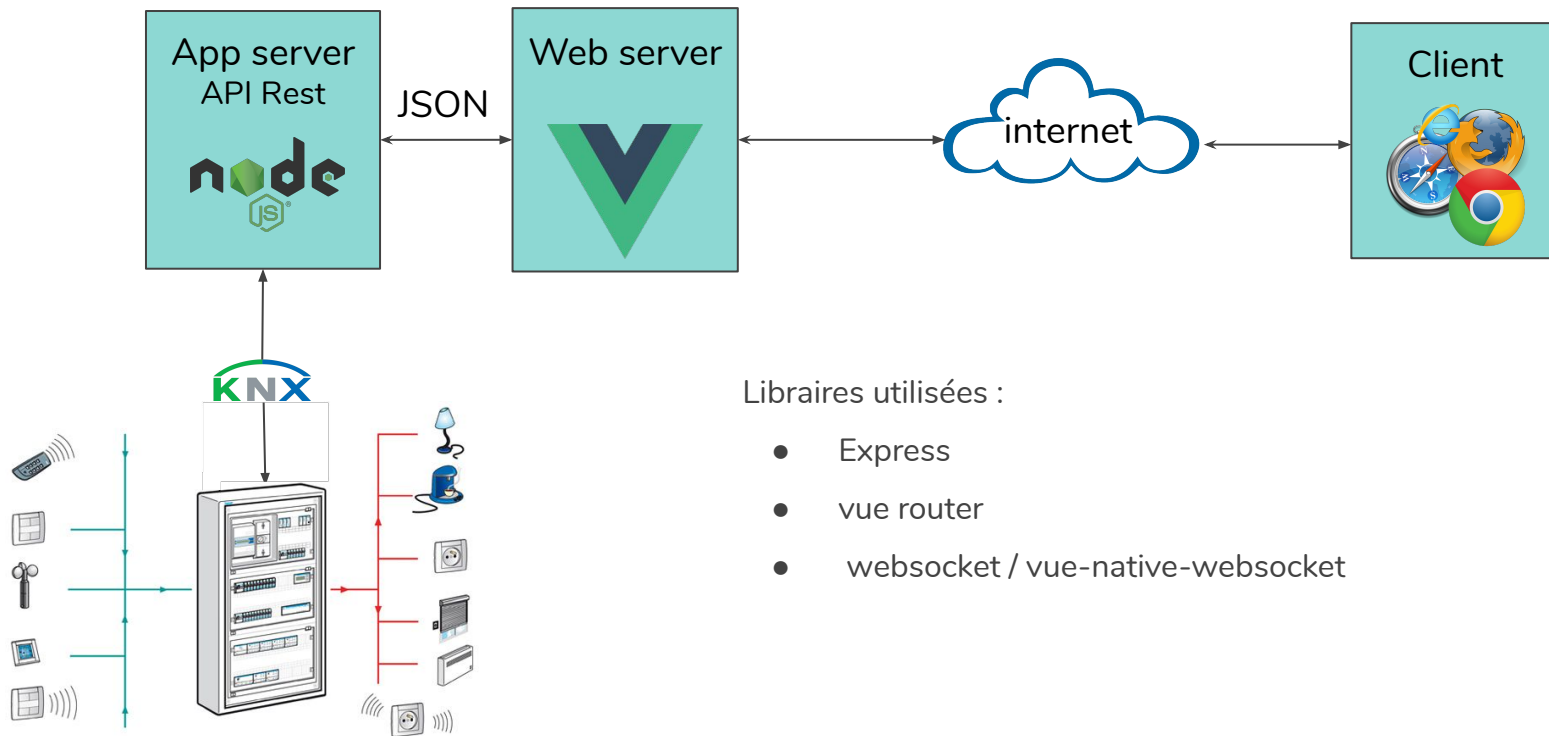 App server
API Rest
node
JS
JSON
Web server
internet
Client
KNX
Libraires utilisées :
● Express
● vue router
● websocket / vue-native-websocket